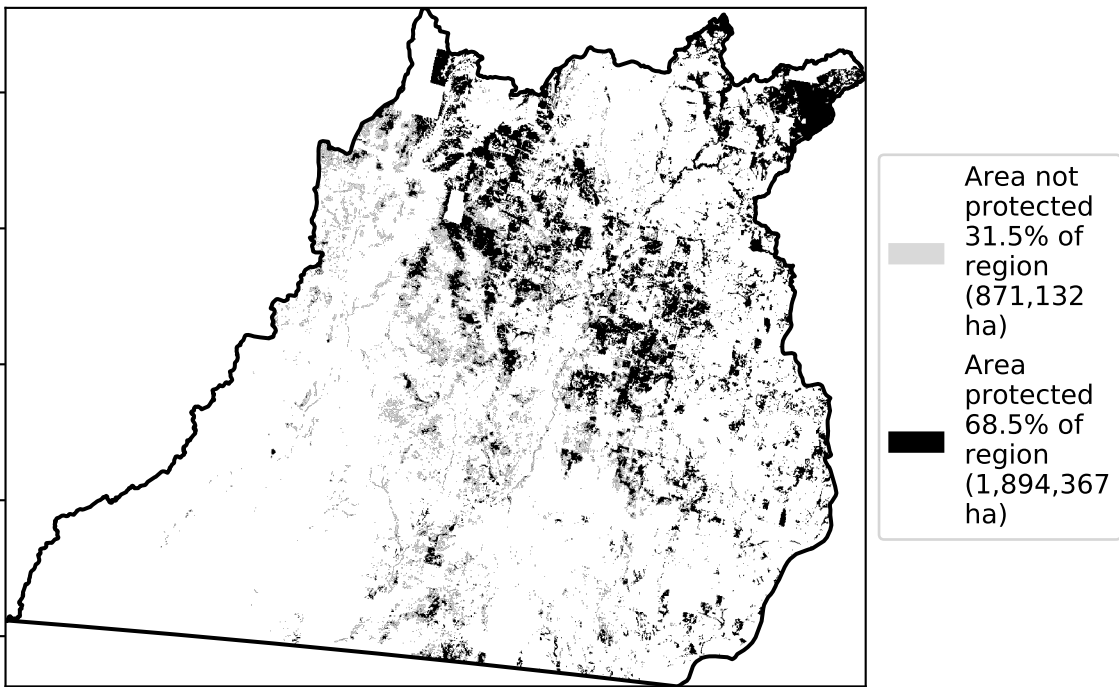 Area not
protected
31.5% of
region
(871,132
ha)
Area
protected
68.5% of
region
(1,894,367
ha)